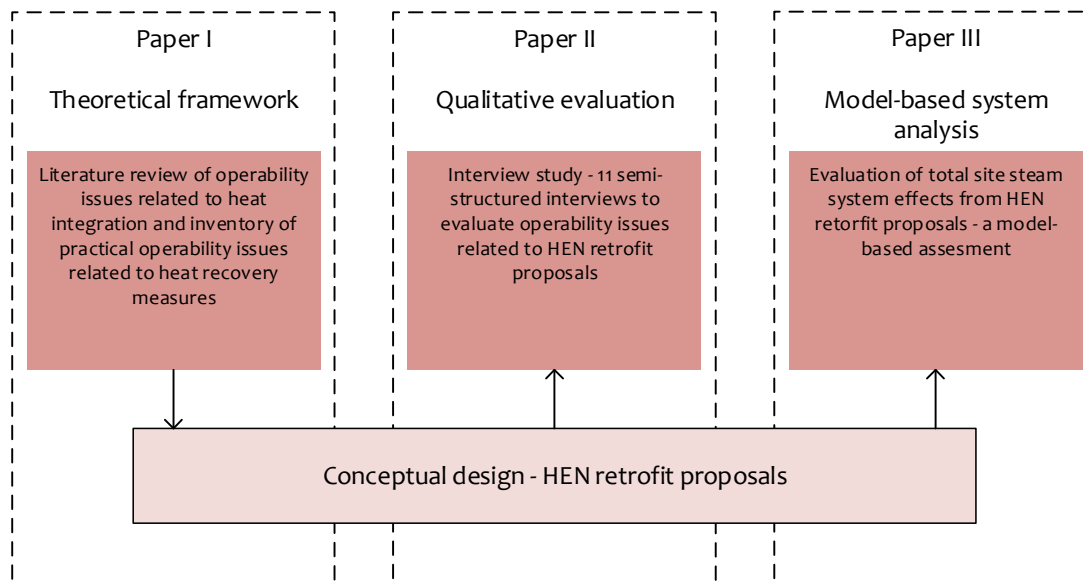 Paper I
Theoretical framework
Literature review of operability
issues related to heat
integration and inventory of
practical operability issues
related to heat recovery
measures
Paper II
Qualitative evaluation
Interview study - 11 semi-
structured interviews to
evaluate operability issues
related to HEN retrofit
proposals
Paper III
Model-based system
analysis
Evaluation of total site steam
system effects from HEN
retorfit proposals - a model-
based assesment
Conceptual design - HEN retrofit proposals